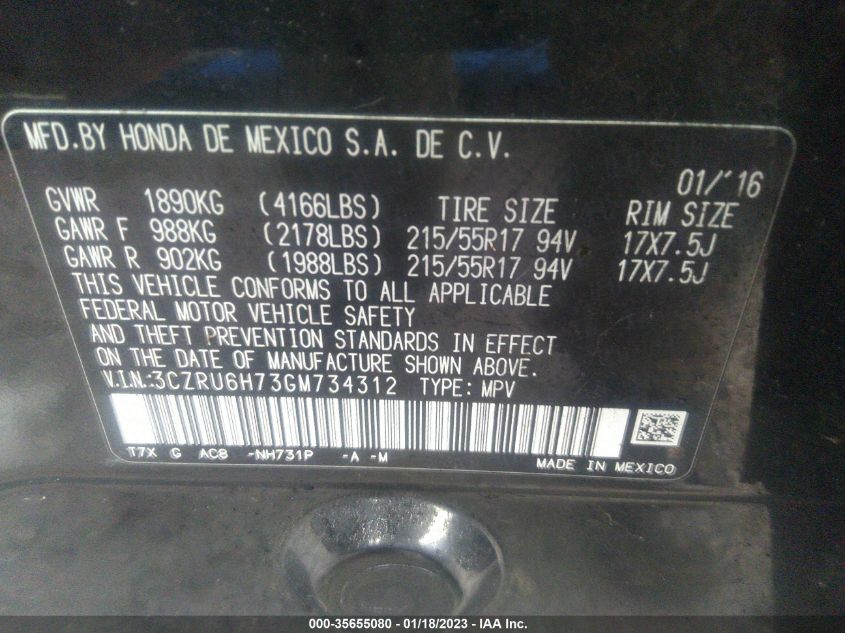 MFD.BY HONDA DE MEXICO S.A. DE C.V.
01/'16
GVWR 1890KG (4166LBS) TIRE SIZE RIM SIZE
GAWR F 988KG (2178LBS) 215/55R17 94V 17X7.5J
GAWR R 902KG (1988LBS) 215/55R17 94V 17X7.5J
THIS VEHICLE CONFORMS TO ALL APPLICABLE
FEDERAL MOTOR VEHICLE SAFETY
AND THEFT PREVENTION STANDARDS IN EFFECT
ON THE DATE OF MANUFACTURE SHOWN ABOVE.
V.I.N.:3CZRU6H73GM734312 TYPE: MPV
T7X G AC8 -NH731P -A -M
MADE IN MEXICO
000-35655080 - 01/18/2023 - IAA Inc.